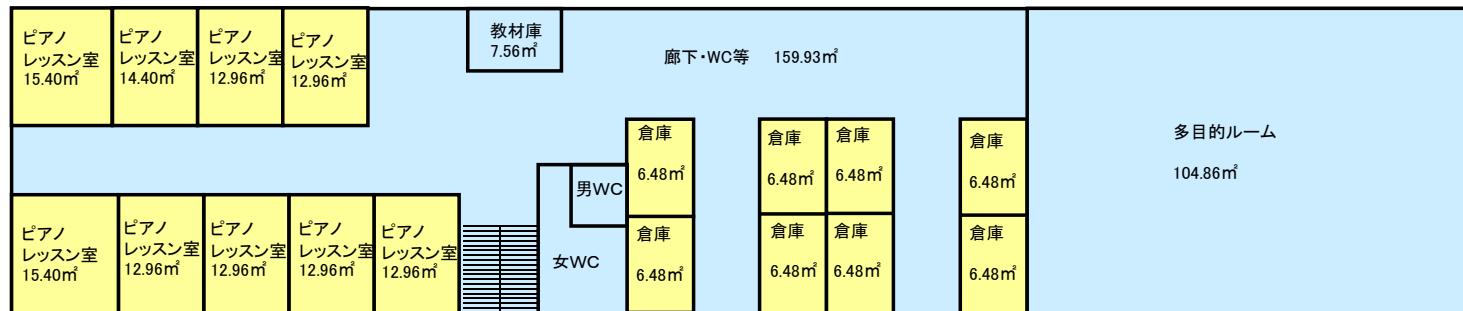 ピアノ
レッスン室
15.40㎡
ピアノ
レッスン室
14.40㎡
ピアノ
レッスン室
12.96㎡
ピアノ
レッスン室
12.96㎡
教材庫
7.56㎡
廊下・WC等 159.93㎡
多目的ルーム
104.86㎡
倉庫
6.48㎡
倉庫
6.48㎡
倉庫
6.48㎡
倉庫
6.48㎡
男WC
女WC
ピアノ
レッスン室
15.40㎡
ピアノ
レッスン室
12.96㎡
ピアノ
レッスン室
12.96㎡
ピアノ
レッスン室
12.96㎡
ピアノ
レッスン室
12.96㎡
倉庫
6.48㎡
倉庫
6.48㎡
倉庫
6.48㎡
倉庫
6.48㎡